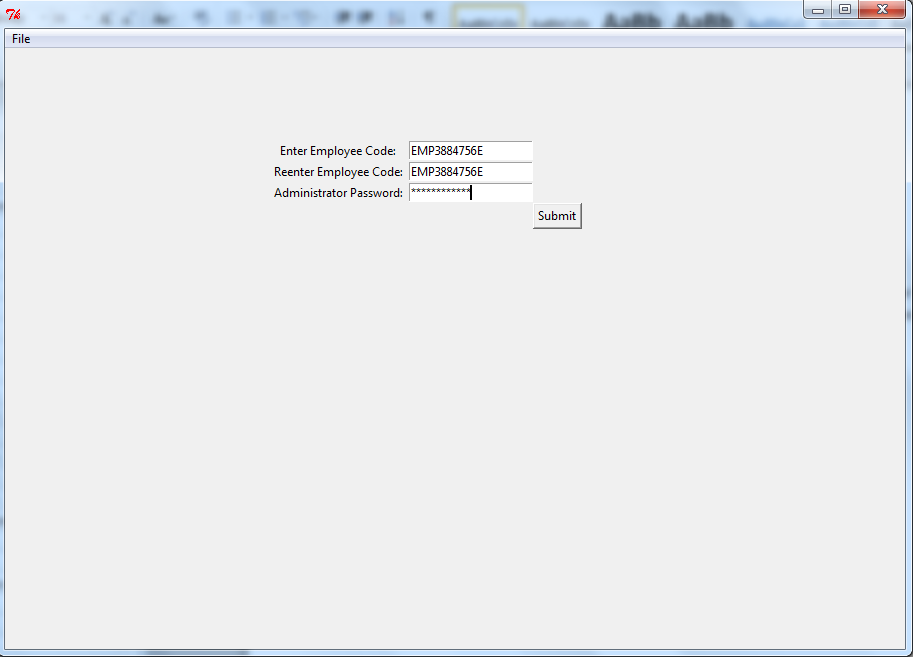 File
Enter Employee Code: EMP3884756E
Reenter Employee Code: EMP3884756E
Administrator Password: ************
Submit